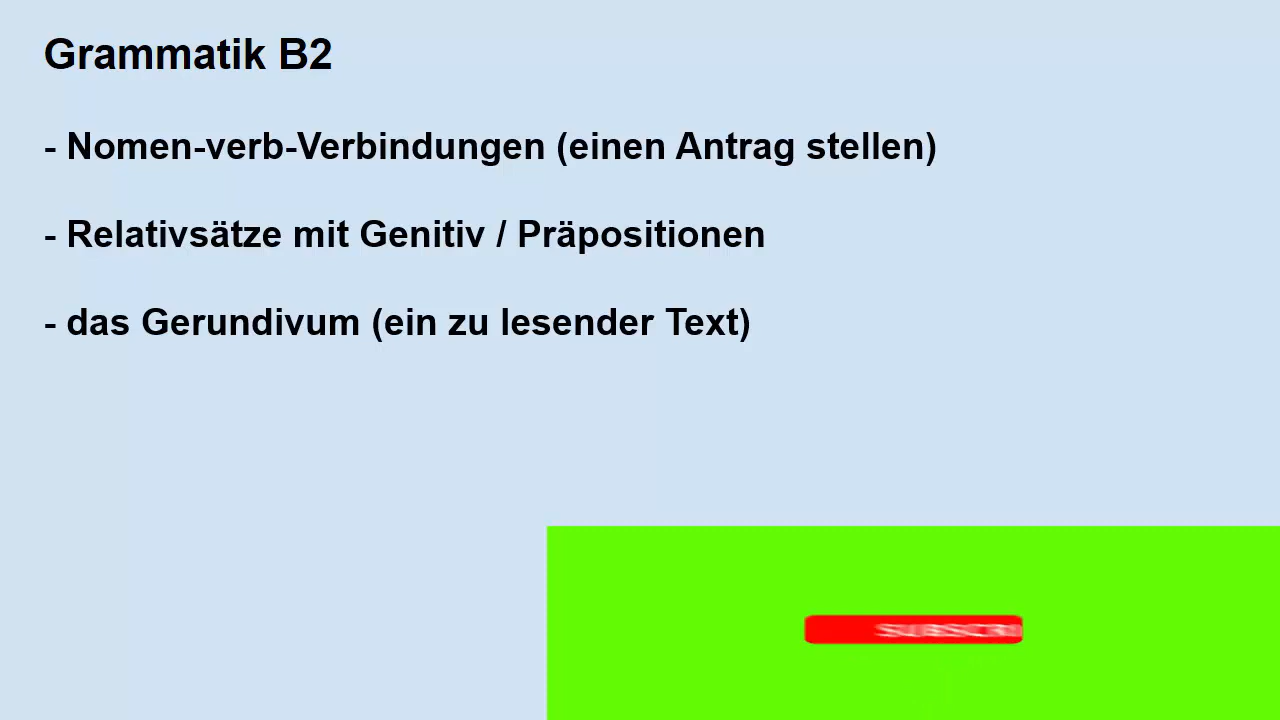 Grammatik B2
- Nomen-verb-Verbindungen (einen Antrag stellen)
- Relativsätze mit Genitiv / Präpositionen
- das Gerundivum (ein zu lesender Text)